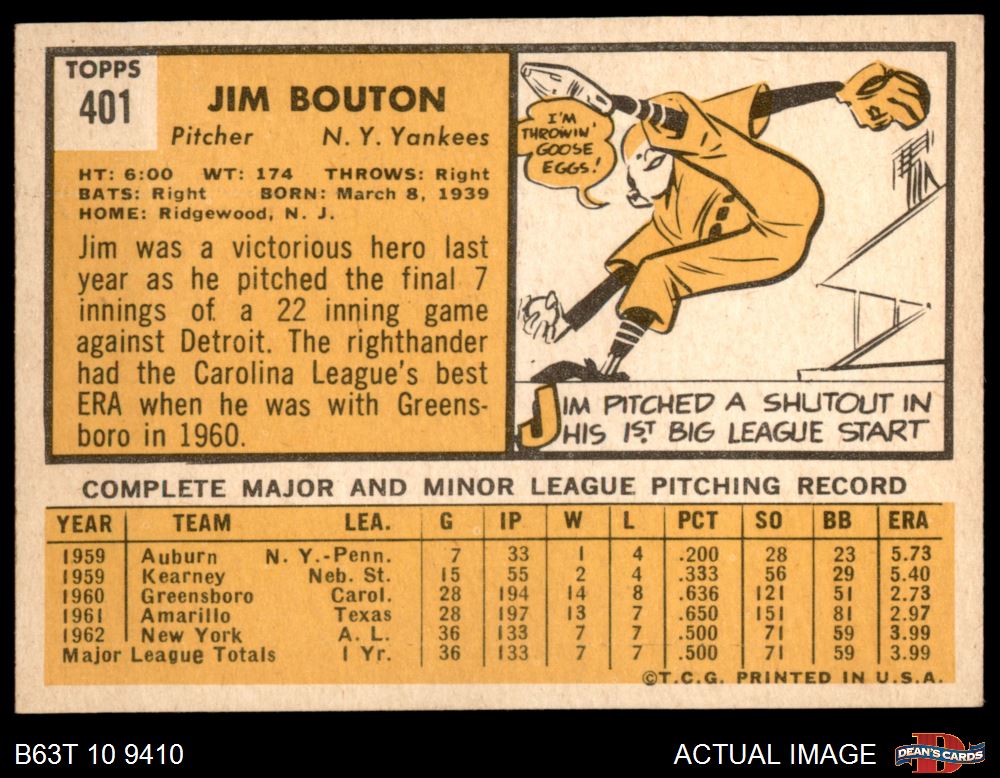 TOPPS
401
JIM BOUTON
Pitcher N. Y. Yankees
HT: 6:00 WT: 174 THROWS: Right
BATS: Right BORN: March 8, 1939
HOME: Ridgewood, N. J.
Jim was a victorious hero last
year as he pitched the final 7
innings of a 22 inning game
against Detroit. The righthander
had the Carolina League's best
ERA when he was with Greens-
boro in 1960.
I'M
THROWIN'
GOOSE
EGGS!
JIM PITCHED A SHUTOUT IN
HIS 1ST BIG LEAGUE START
COMPLETE MAJOR AND MINOR LEAGUE PITCHING RECORD
YEAR TEAM LEA. G IP W L PCT SO BB ERA
1959 Auburn N. Y.-Penn. 7 33 1 4 .200 28 23 5.73
1959 Kearney Neb. St. 15 55 2 4 .333 56 29 5.40
1960 Greensboro Carol. 28 194 14 8 .636 121 51 2.73
1961 Amarillo Texas 28 197 13 7 .650 151 81 2.97
1962 New York A. L. 36 133 7 7 .500 71 59 3.99
Major League Totals 1 Yr. 36 133 7 7 .500 71 59 3.99
©T.C.G. PRINTED IN U.S.A.
B63T 10 9410 ACTUAL IMAGE
DEAN'S CARDS